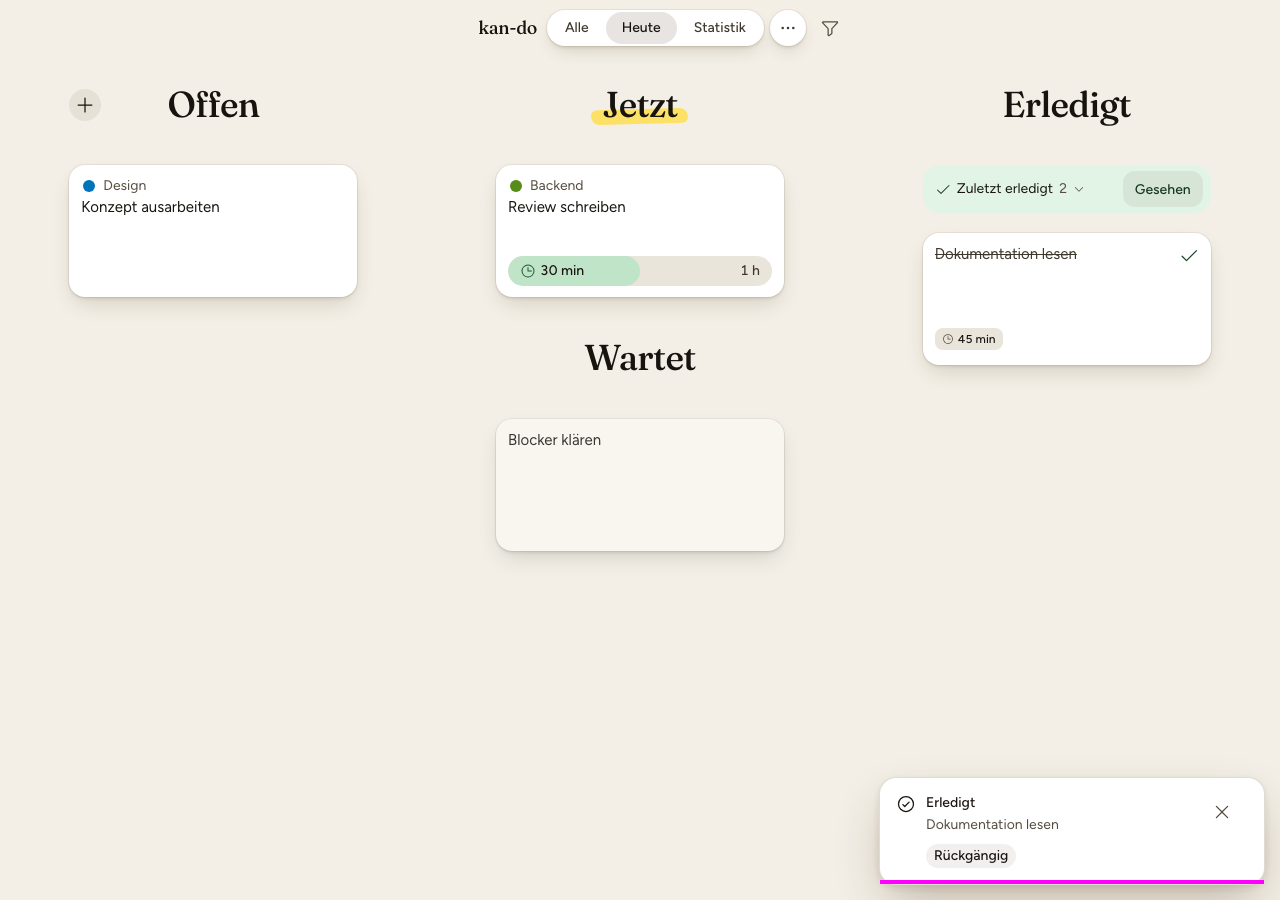 kan-do
Alle
Heute
Statistik
Offen
Jetzt
Erledigt
Design
Konzept ausarbeiten
Backend
Review schreiben
30 min
1 h
Zuletzt erledigt 2
Gesehen
Dokumentation lesen
45 min
Wartet
Blocker klären
Erledigt
Dokumentation lesen
Rückgängig